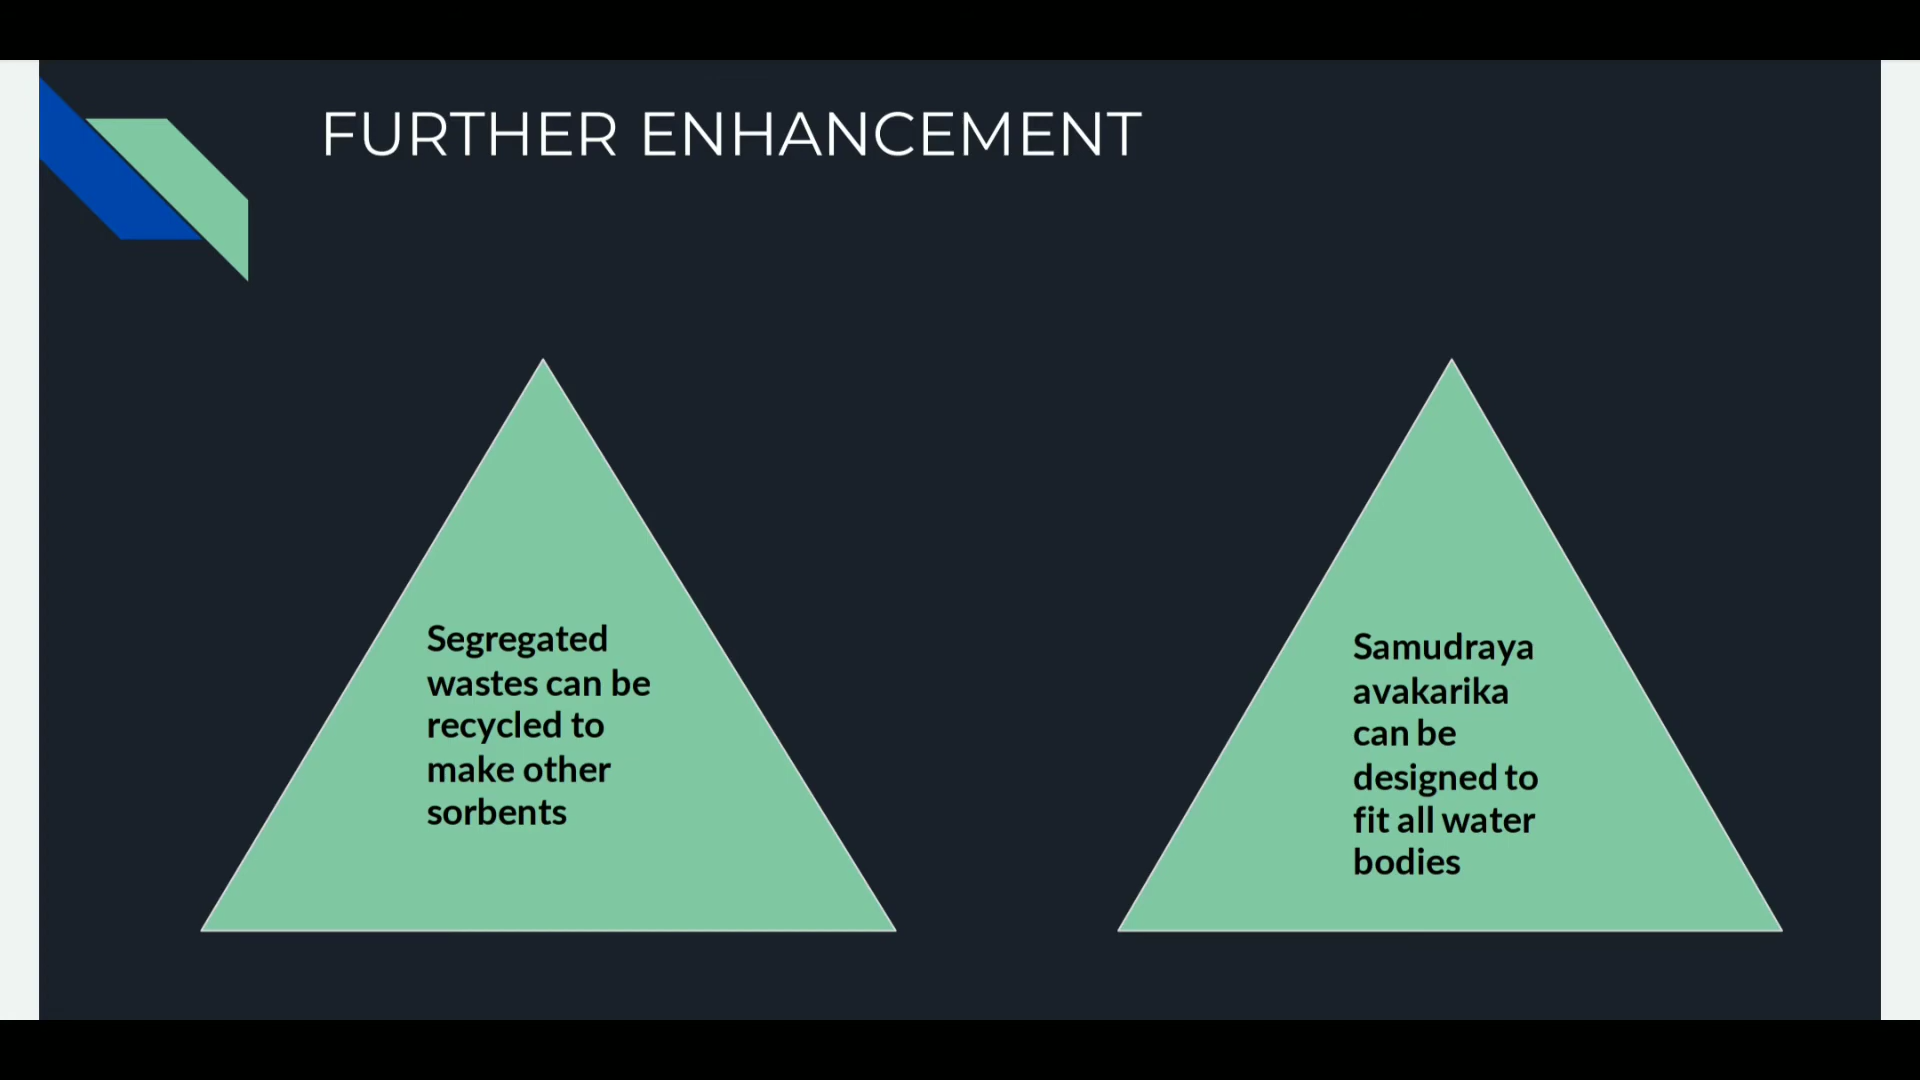 FURTHER ENHANCEMENT
Segregated
wastes can be
recycled to
make other
sorbents
Samudraya
avakarika
can be
designed to
fit all water
bodies